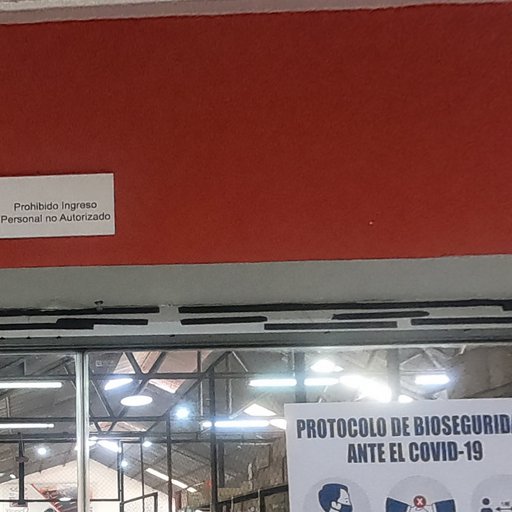 Prohibido Ingreso
Personal no Autorizado
PROTOCOLO DE BIOSEGURIDA
ANTE EL COVID-19